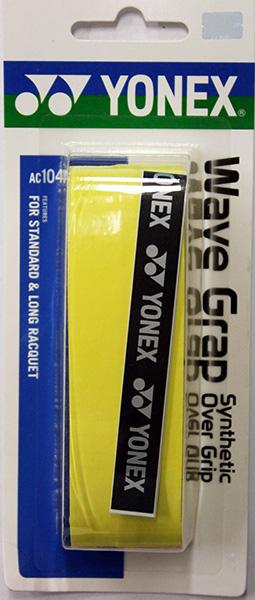 YONEX®
AC104
FEATURES
FOR STANDARD & LONG RACQUET
Wave Grap
Synthetic
Over Grip
YONEX
YONEX
YONEX